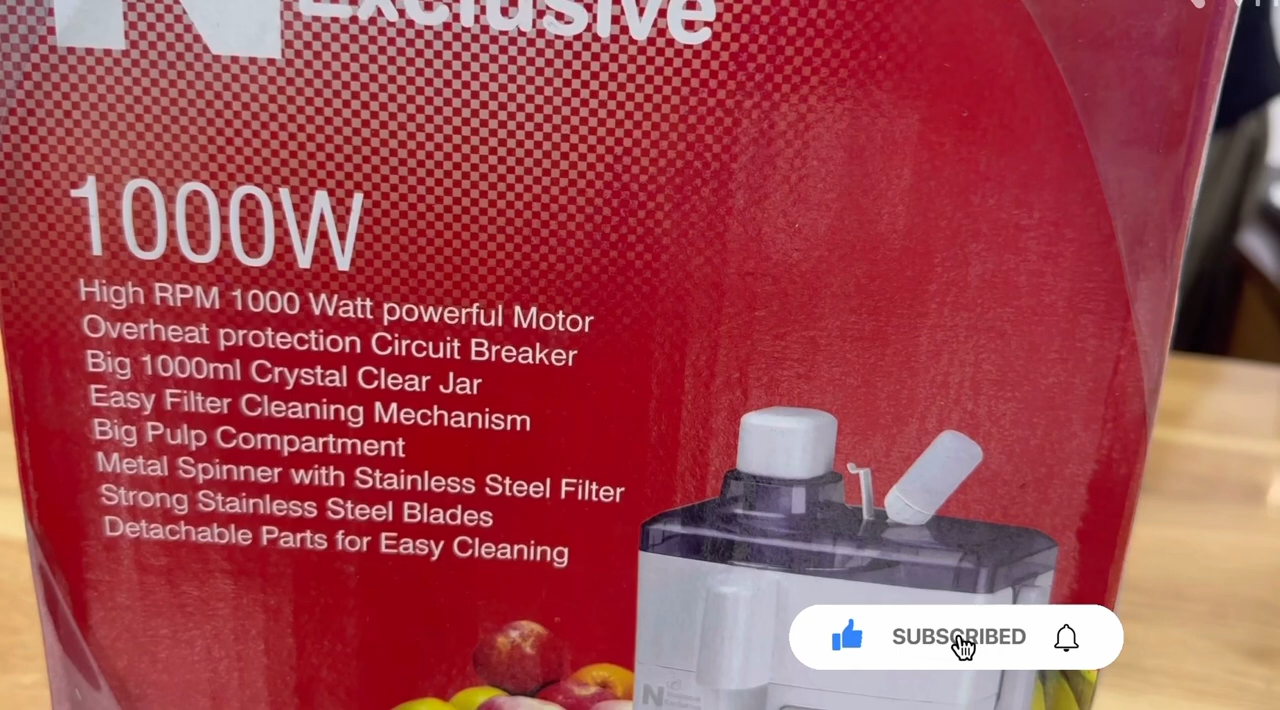 N Exclusive
1000W
High RPM 1000 Watt powerful Motor
Overheat protection Circuit Breaker
Big 1000ml Crystal Clear Jar
Easy Filter Cleaning Mechanism
Big Pulp Compartment
Metal Spinner with Stainless Steel Filter
Strong Stainless Steel Blades
Detachable Parts for Easy Cleaning
SUBSCRIBED
N